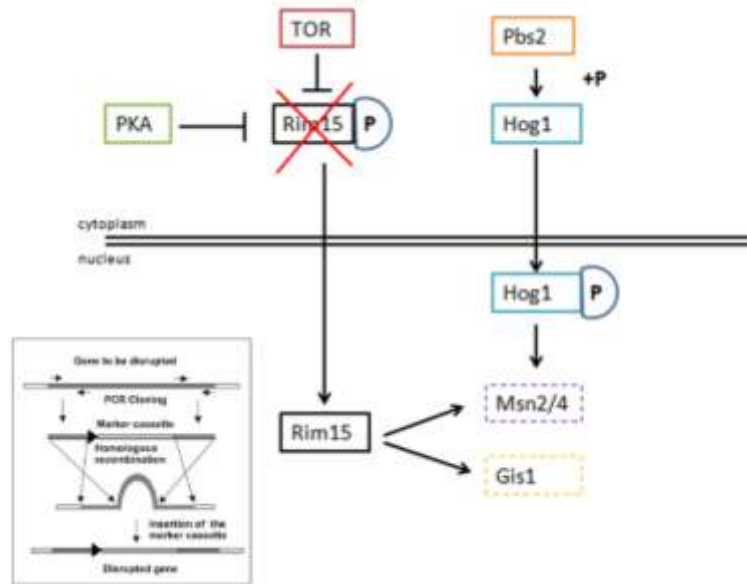 TOR
Pbs2
+P
PKA
Rim15
P
Hog1
cytoplasm
nucleus
Hog1
P
Gene to be disrupted
PCR Cloning
Marker cassette
Homologous
recombination
Insertion of the
marker cassette
Disrupted gene
Rim15
Msn2/4
Gis1